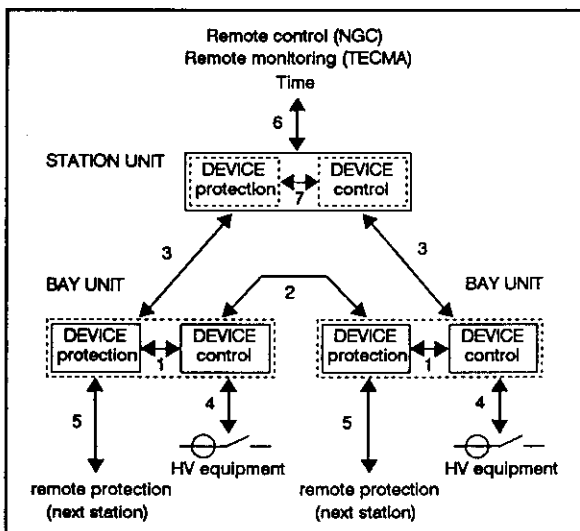 Remote control (NGC)
Remote monitoring (TECMA)
Time
6
STATION UNIT
DEVICE
protection
DEVICE
control
7
3
3
BAY UNIT
BAY UNIT
2
DEVICE
protection
DEVICE
control
1
DEVICE
protection
DEVICE
control
1
5
4
5
4
HV equipment
HV equipment
remote protection
(next station)
remote protection
(next station)